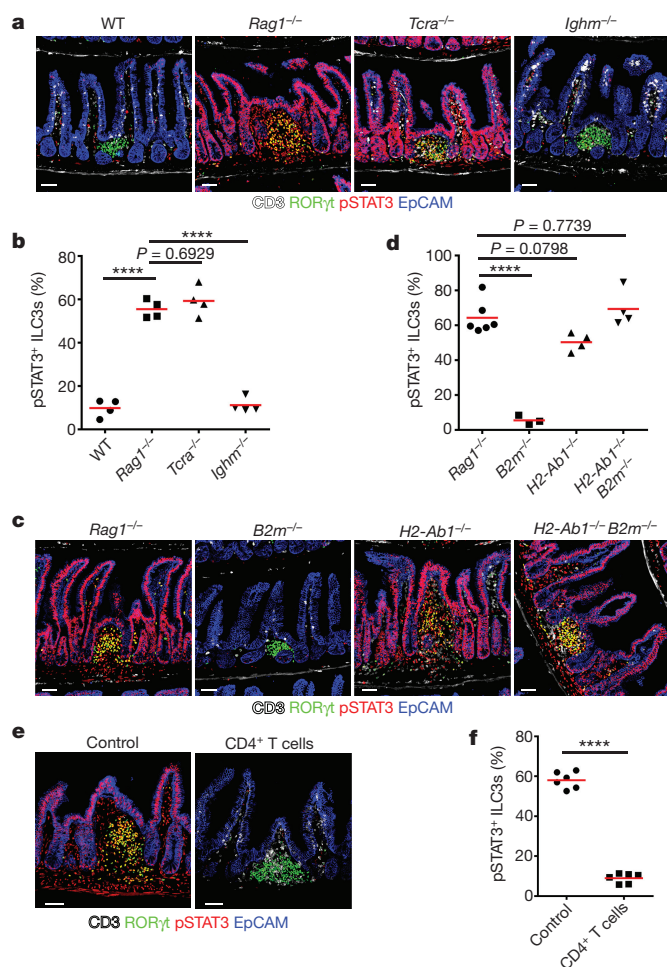 a
WT
Rag1–/–
Tcra–/–
Ighm–/–
CD3 RORγt pSTAT3 EpCAM
b
pSTAT3+ ILC3s (%)
80
60
40
20
0
****
P = 0.6929
****
WT
Rag1–/–
Tcra–/–
Ighm–/–
d
pSTAT3+ ILC3s (%)
100
80
60
40
20
0
P = 0.7739
P = 0.0798
****
Rag1–/–
B2m–/–
H2-Ab1–/–
H2-Ab1–/–
B2m–/–
c
Rag1–/–
B2m–/–
H2-Ab1–/–
H2-Ab1–/– B2m–/–
CD3 RORγt pSTAT3 EpCAM
e
Control
CD4+ T cells
CD3 RORγt pSTAT3 EpCAM
f
pSTAT3+ ILC3s (%)
80
60
40
20
0
****
Control
CD4+ T cells